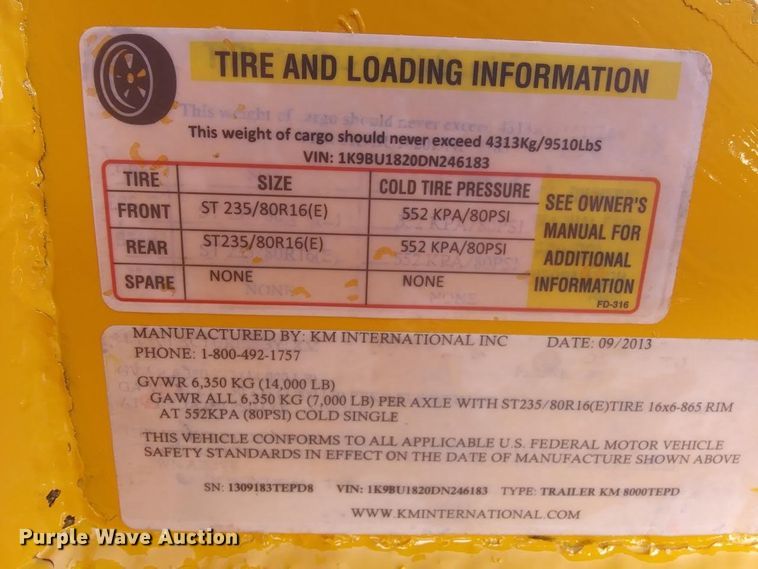 TIRE AND LOADING INFORMATION
This weight of cargo should never exceed 4313Kg/9510LbS
VIN: 1K9BU1820DN246183
TIRE SIZE COLD TIRE PRESSURE
FRONT ST 235/80R16(E) 552 KPA/80PSI
REAR ST235/80R16(E) 552 KPA/80PSI
SPARE NONE NONE
SEE OWNER'S
MANUAL FOR
ADDITIONAL
INFORMATION
FD-316
MANUFACTURED BY: KM INTERNATIONAL INC DATE: 09/2013
PHONE: 1-800-492-1757
GVWR 6,350 KG (14,000 LB)
GAWR ALL 6,350 KG (7,000 LB) PER AXLE WITH ST235/80R16(E)TIRE 16x6-865 RIM
AT 552KPA (80PSI) COLD SINGLE
THIS VEHICLE CONFORMS TO ALL APPLICABLE U.S. FEDERAL MOTOR VEHICLE
SAFETY STANDARDS IN EFFECT ON THE DATE OF MANUFACTURE SHOWN ABOVE
SN: 1309183TEPD8 VIN: 1K9BU1820DN246183 TYPE: TRAILER KM 8000TEPD
WWW.KMINTERNATIONAL.COM
Purple Wave Auction